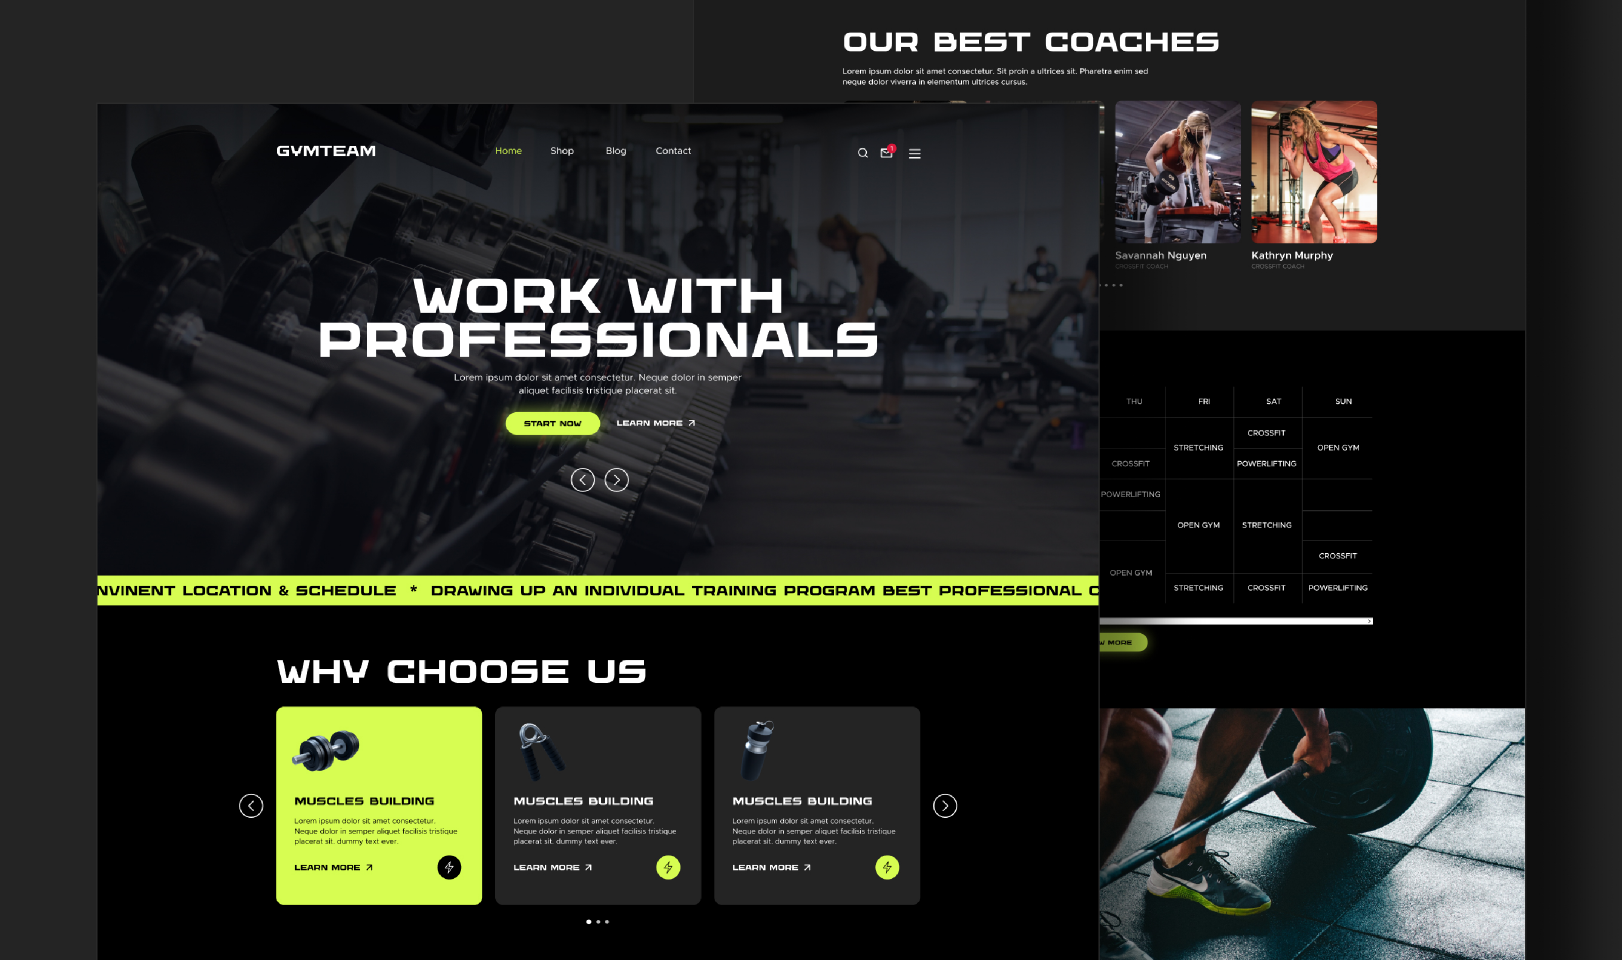 OUR BEST COACHES
Lorem ipsum dolor sit amet consectetur. Sit proin a ultrices sit. Pharetra enim sed
neque dolor viverra in elementum ultrices cursus.
Savannah Nguyen
CROSSFIT COACH
Kathryn Murphy
CROSSFIT COACH
GYMTEAM
Home Shop Blog Contact
1
WORK WITH
PROFESSIONALS
Lorem ipsum dolor sit amet consectetur. Neque dolor in semper
aliquet facilisis tristique placerat sit.
START NOW LEARN MORE
NVINENT LOCATION & SCHEDULE * DRAWING UP AN INDIVIDUAL TRAINING PROGRAM BEST PROFESSIONAL C
THU FRI SAT SUN
CROSSFIT
STRETCHING OPEN GYM
CROSSFIT POWERLIFTING
POWERLIFTING
OPEN GYM STRETCHING
CROSSFIT
OPEN GYM
STRETCHING CROSSFIT POWERLIFTING
W MORE
WHY CHOOSE US
MUSCLES BUILDING
Lorem ipsum dolor sit amet consectetur.
Neque dolor in semper aliquet facilisis tristique
placerat sit. dummy text ever.
LEARN MORE
MUSCLES BUILDING
Lorem ipsum dolor sit amet consectetur.
Neque dolor in semper aliquet facilisis tristique
placerat sit. dummy text ever.
LEARN MORE
MUSCLES BUILDING
Lorem ipsum dolor sit amet consectetur.
Neque dolor in semper aliquet facilisis tristique
placerat sit. dummy text ever.
LEARN MORE